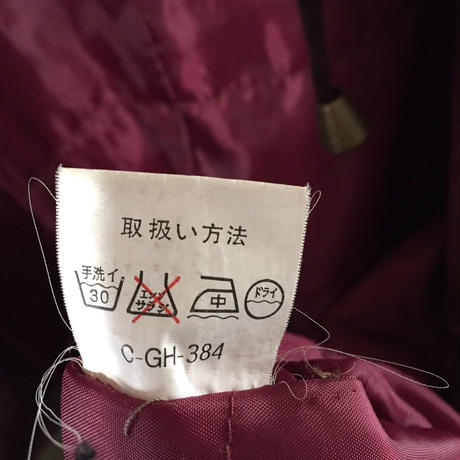 取扱い方法
手洗イ
30
エンソ
サラシ
中
ドライ
C-GH-384